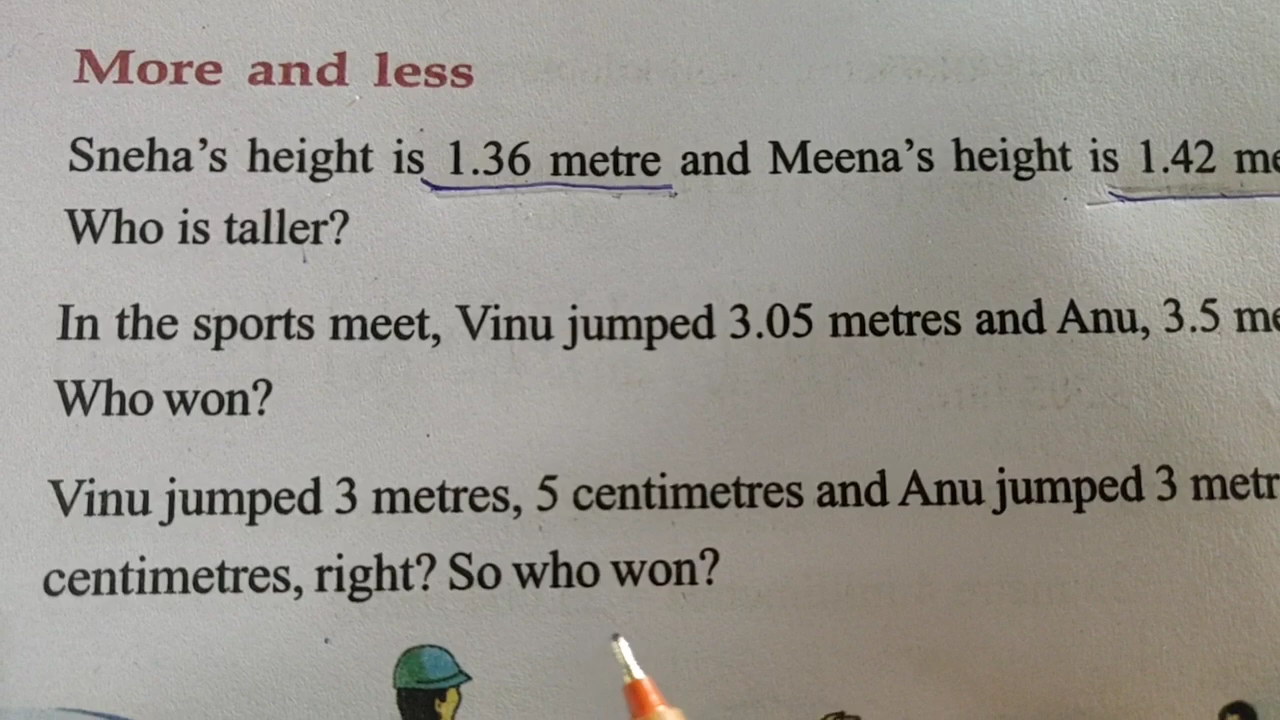 More and less
Sneha's height is 1.36 metre and Meena's height is 1.42
Who is taller?
In the sports meet, Vinu jumped 3.05 metres and Anu, 3.5
Who won?
Vinu jumped 3 metres, 5 centimetres and Anu jumped 3
centimetres, right? So who won?